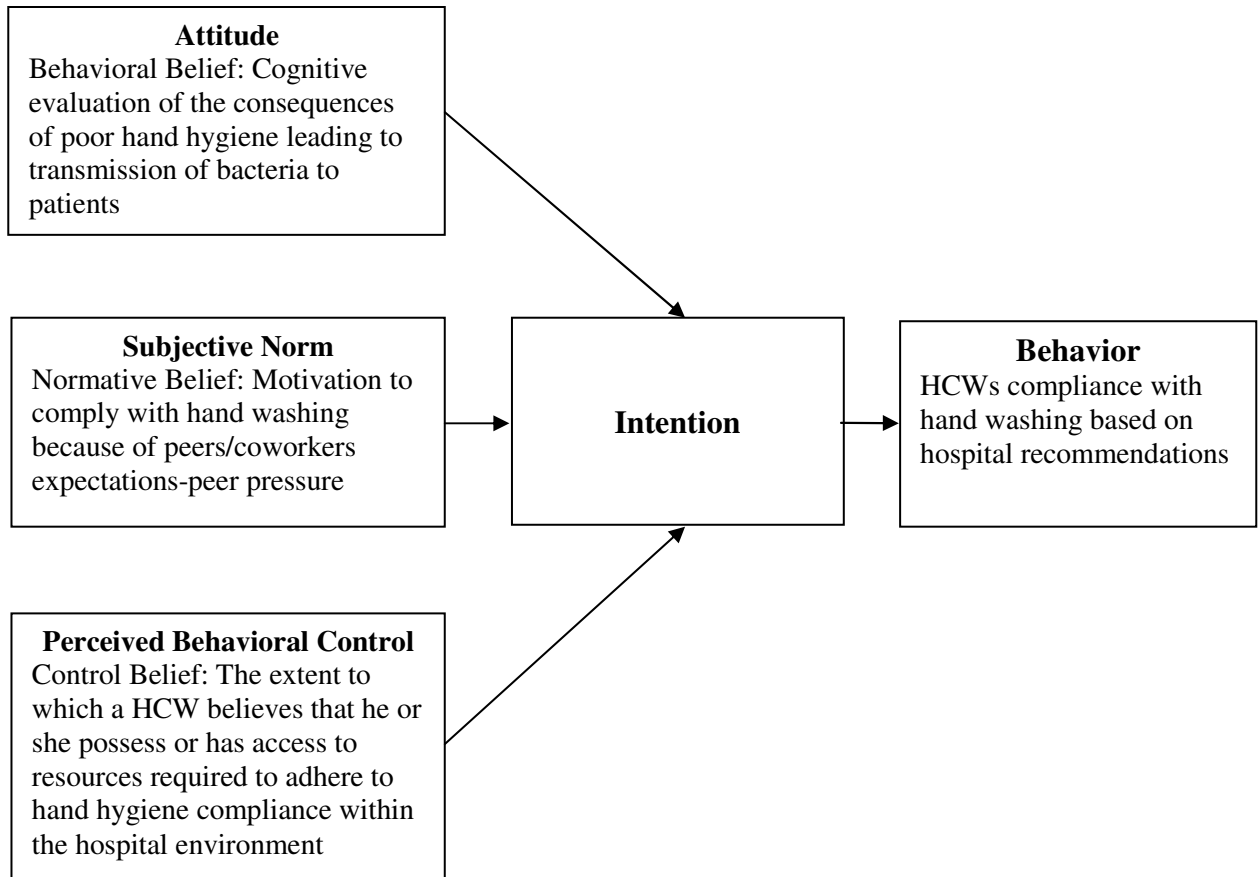 Attitude
Behavioral Belief: Cognitive
evaluation of the consequences
of poor hand hygiene leading to
transmission of bacteria to
patients
Subjective Norm
Normative Belief: Motivation to
comply with hand washing
because of peers/coworkers
expectations-peer pressure
Intention
Behavior
HCWs compliance with
hand washing based on
hospital recommendations
Perceived Behavioral Control
Control Belief: The extent to
which a HCW believes that he or
she possess or has access to
resources required to adhere to
hand hygiene compliance within
the hospital environment